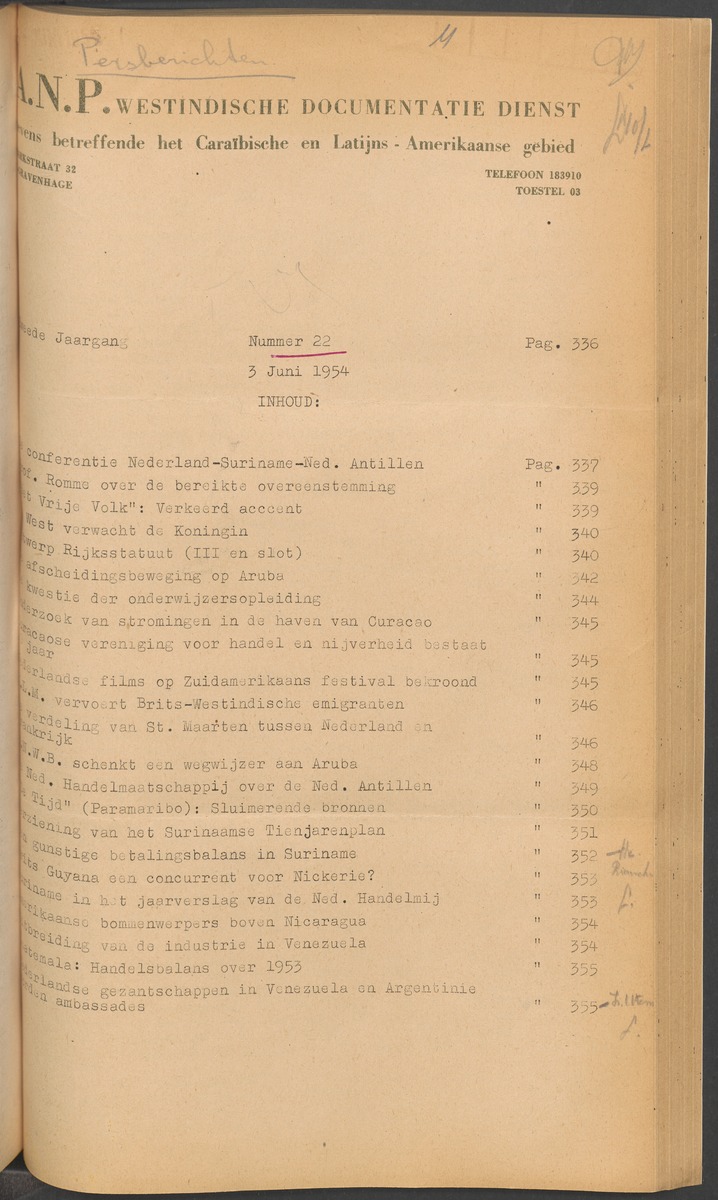 11
Persberichten
A.N.P. WESTINDISCHE DOCUMENTATIE DIENST
betreffende het Caraïbische en Latijns - Amerikaanse gebied
TELEFOON 183910
TOESTEL 03
Jaargang Nummer 22 Pag. 336
3 Juni 1954
INHOUD:
conferentie Nederland-Suriname-Ned. Antillen Pag. 337
Romme over de bereikte overeenstemming " 339
Vrije Volk": Verkeerd acccent " 339
West verwacht de Koningin " 340
Rijksstatuut (III en slot) " 340
afscheidingsbeweging op Aruba " 342
kwestie der onderwijzersopleiding " 344
van stromingen in de haven van Curacao " 345
vereniging voor handel en nijverheid bestaat
jaar " 345
films op Zuidamerikaans festival bekroond " 345
vervoert Brits-Westindische emigranten " 346
verdeling van St. Maarten tussen Nederland en
" 346
schenkt een wegwijzer aan Aruba " 348
Ned. Handelmaatschappij over de Ned. Antillen " 349
Tijd" (Paramaribo): Sluimerende bronnen " 350
van het Surinaamse Tienjarenplan " 351
gunstige betalingsbalans in Suriname " 352
Guyana een concurrent voor Nickerie? " 353
in het jaarverslag van de Ned. Handelmij " 353
bommenwerpers boven Nicaragua " 354
van de industrie in Venezuela " 354
Handelsbalans over 1953 " 355
gezantschappen in Venezuela en Argentinie
ambassades " 355